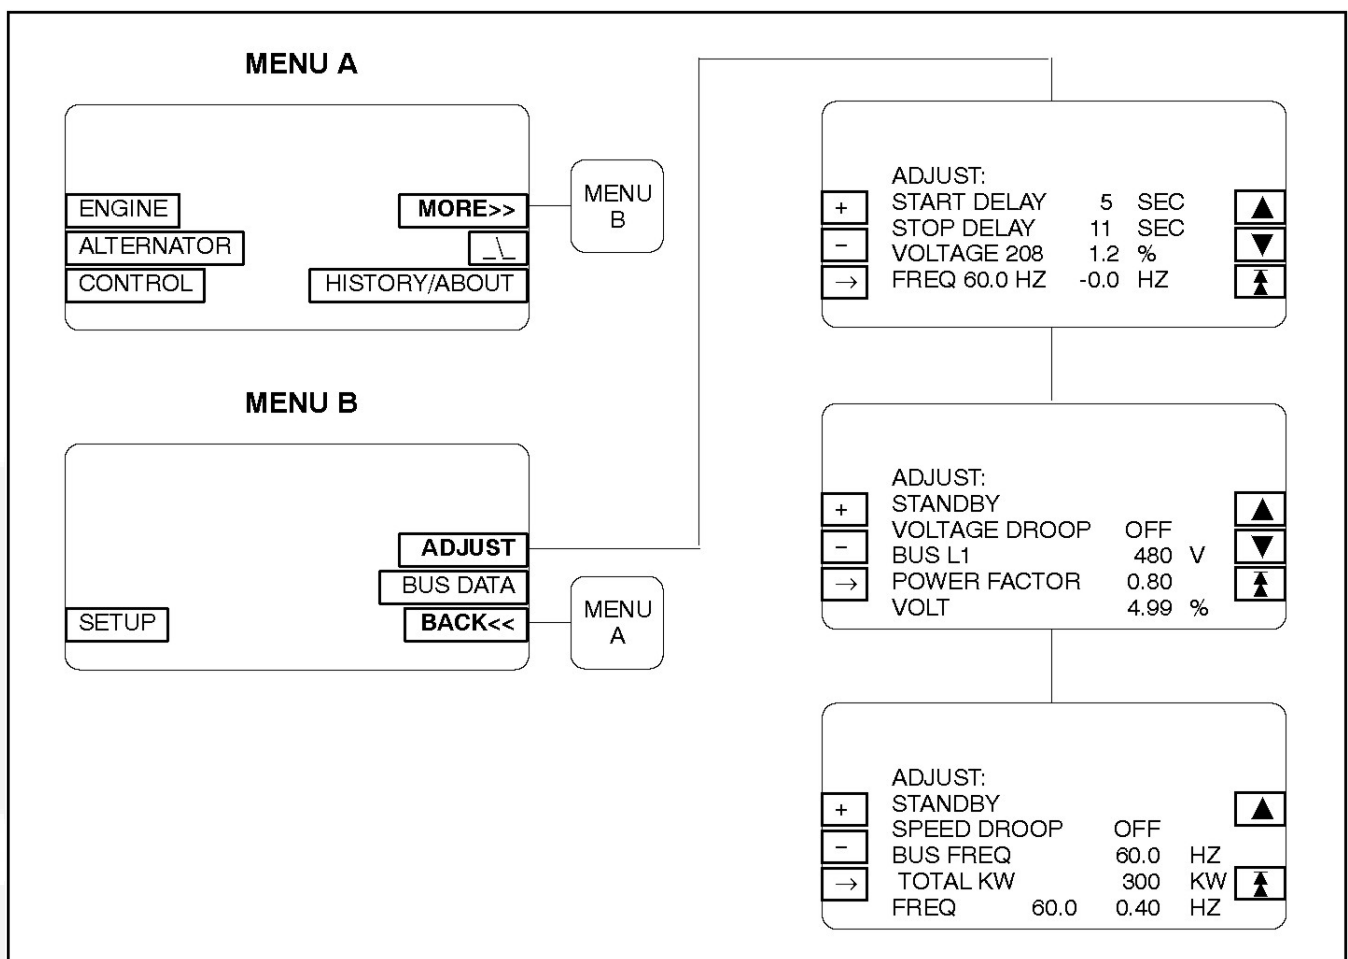 MENU A
ENGINE
MORE>>
MENU
B
ALTERNATOR
_\_
CONTROL
HISTORY/ABOUT
MENU B
ADJUST
BUS DATA
SETUP
BACK<<
MENU
A
ADJUST:
+ START DELAY 5 SEC ▲
− STOP DELAY 11 SEC ▼
VOLTAGE 208 1.2 %
→ FREQ 60.0 HZ -0.0 HZ
ADJUST:
+ STANDBY ▲
VOLTAGE DROOP OFF
− BUS L1 480 V ▼
→ POWER FACTOR 0.80
VOLT 4.99 %
ADJUST:
+ STANDBY ▲
SPEED DROOP OFF
− BUS FREQ 60.0 HZ
→ TOTAL KW 300 KW
FREQ 60.0 0.40 HZ